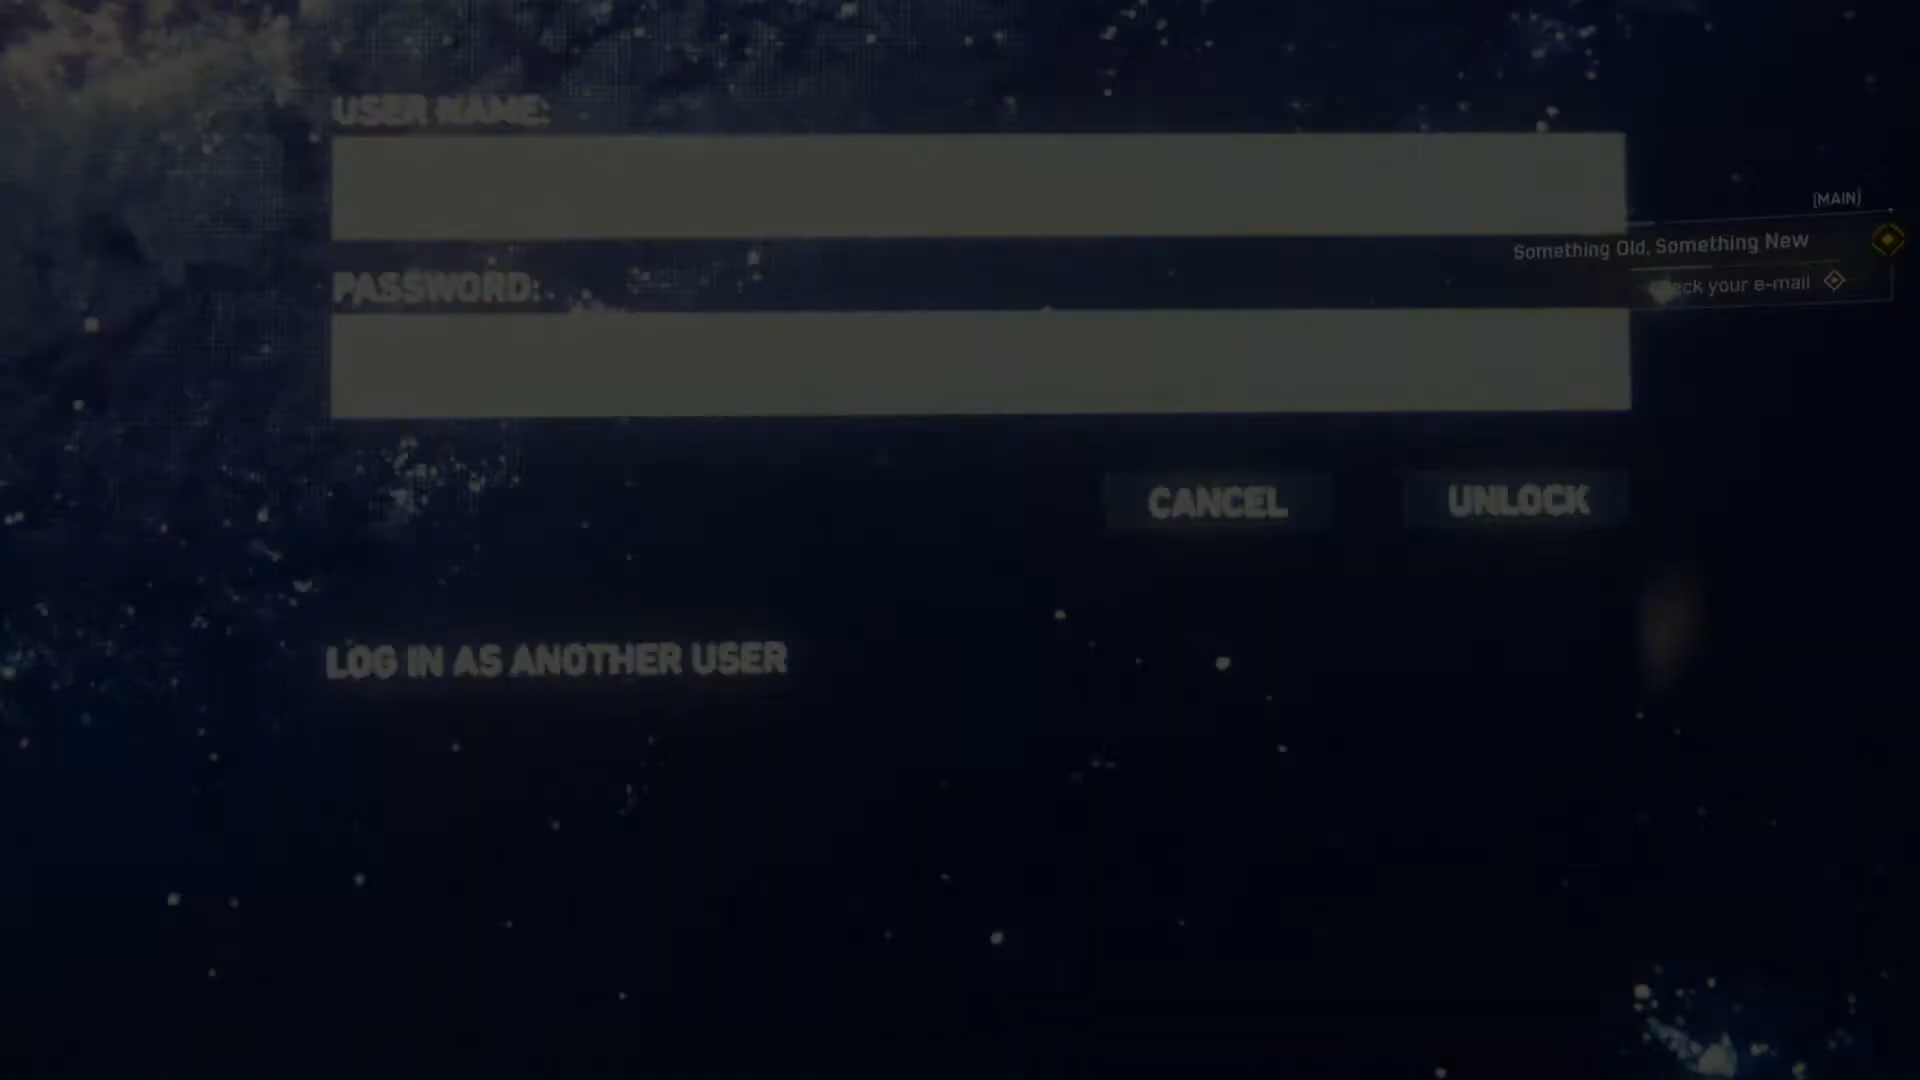 USER NAME:
[MAIN]
Something Old, Something New
PASSWORD:
your e-mail
CANCEL
UNLOCK
LOG IN AS ANOTHER USER